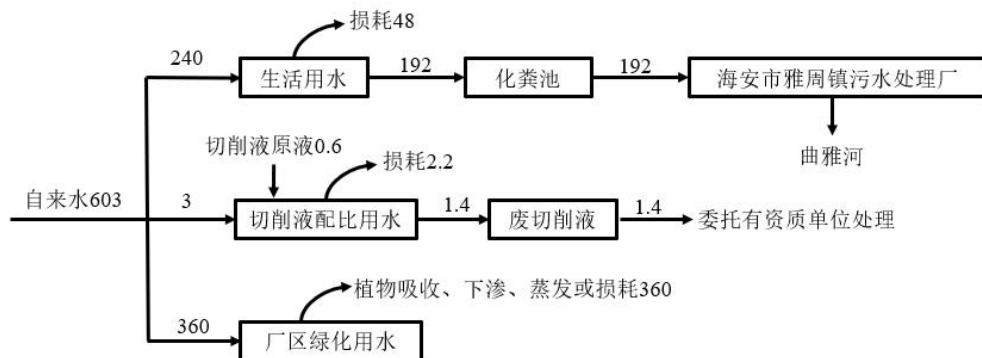 损耗48
240
生活用水
192
化粪池
192
海安市雅周镇污水处理厂
曲雅河
切削液原液0.6
损耗2.2
自来水603
3
切削液配比用水
1.4
废切削液
1.4
委托有资质单位处理
植物吸收、下渗、蒸发或损耗360
360
厂区绿化用水